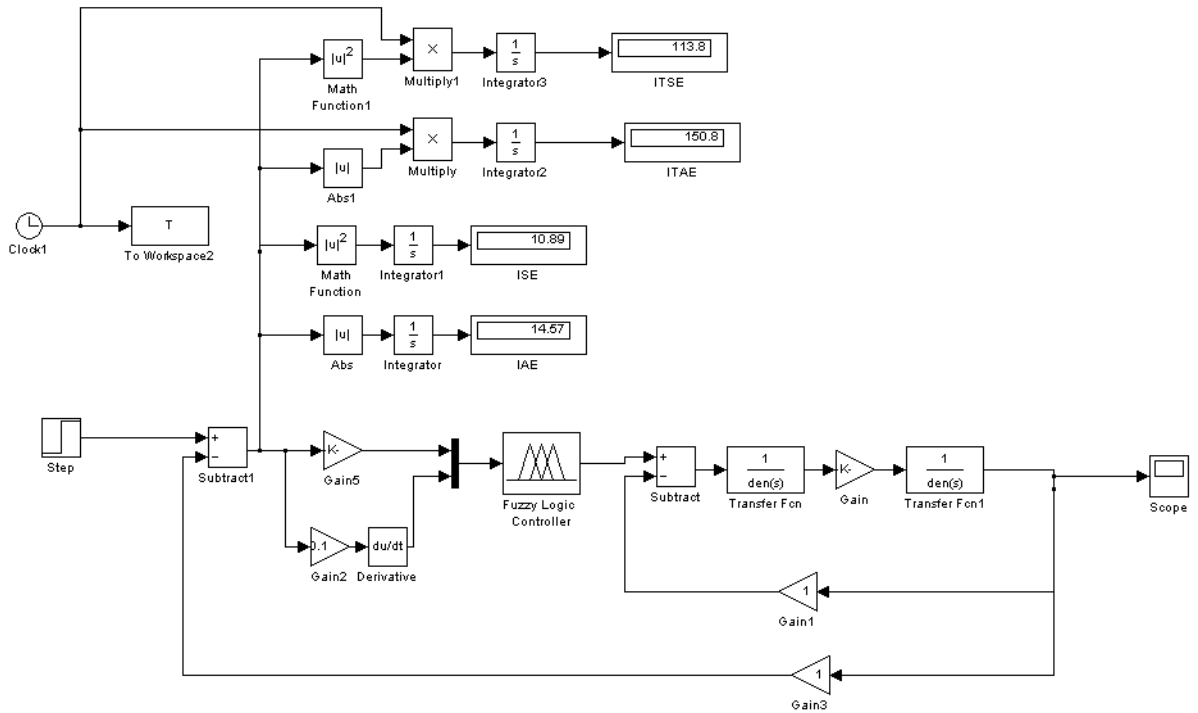 |u|²
Math
Function1
×
Multiply1
1
s
Integrator3
113.8
ITSE
|u|
Abs1
×
Multiply
1
s
Integrator2
150.8
ITAE
Clock1
T
To Workspace2
|u|²
Math
Function
1
s
Integrator1
10.89
ISE
|u|
Abs
1
s
Integrator
14.57
IAE
Step
+
−
Subtract1
K-
Gain5
0.1
Gain2
du/dt
Derivative
Fuzzy Logic
Controller
+
−
Subtract
1
den(s)
Transfer Fcn
K-
Gain
1
den(s)
Transfer Fcn1
Scope
1
Gain1
1
Gain3